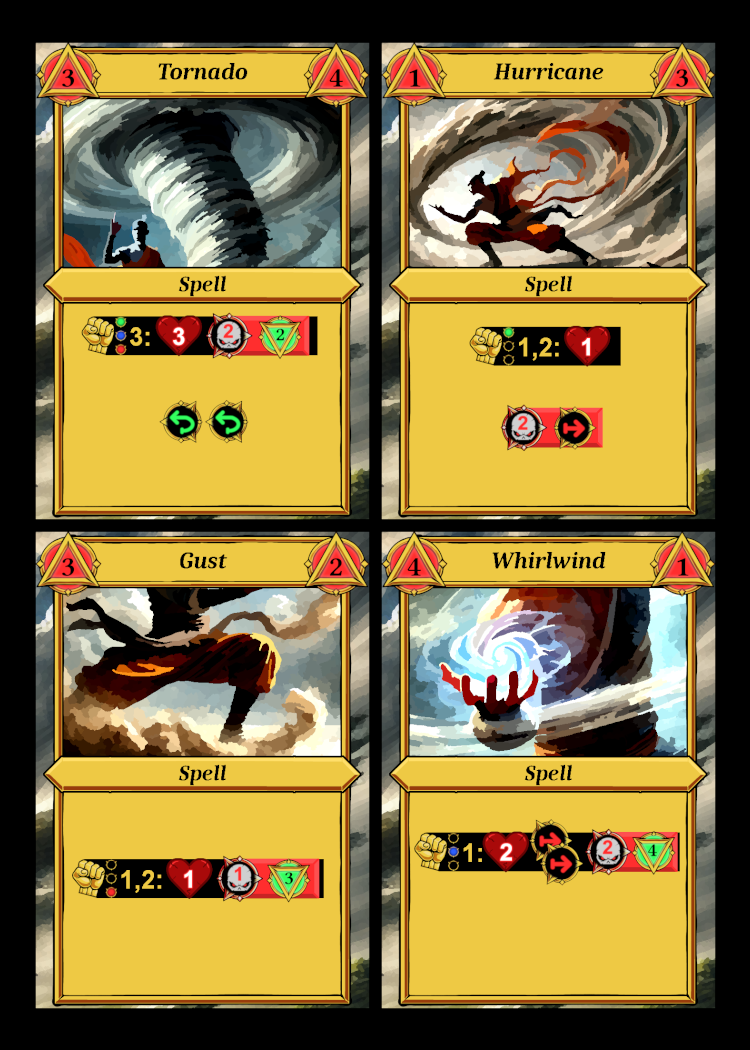 3 Tornado 4
Spell
3: 3 2 2
1 Hurricane 3
Spell
1,2: 1
2
3 Gust 2
Spell
1,2: 1 1 3
4 Whirlwind 1
Spell
1: 2 2 4